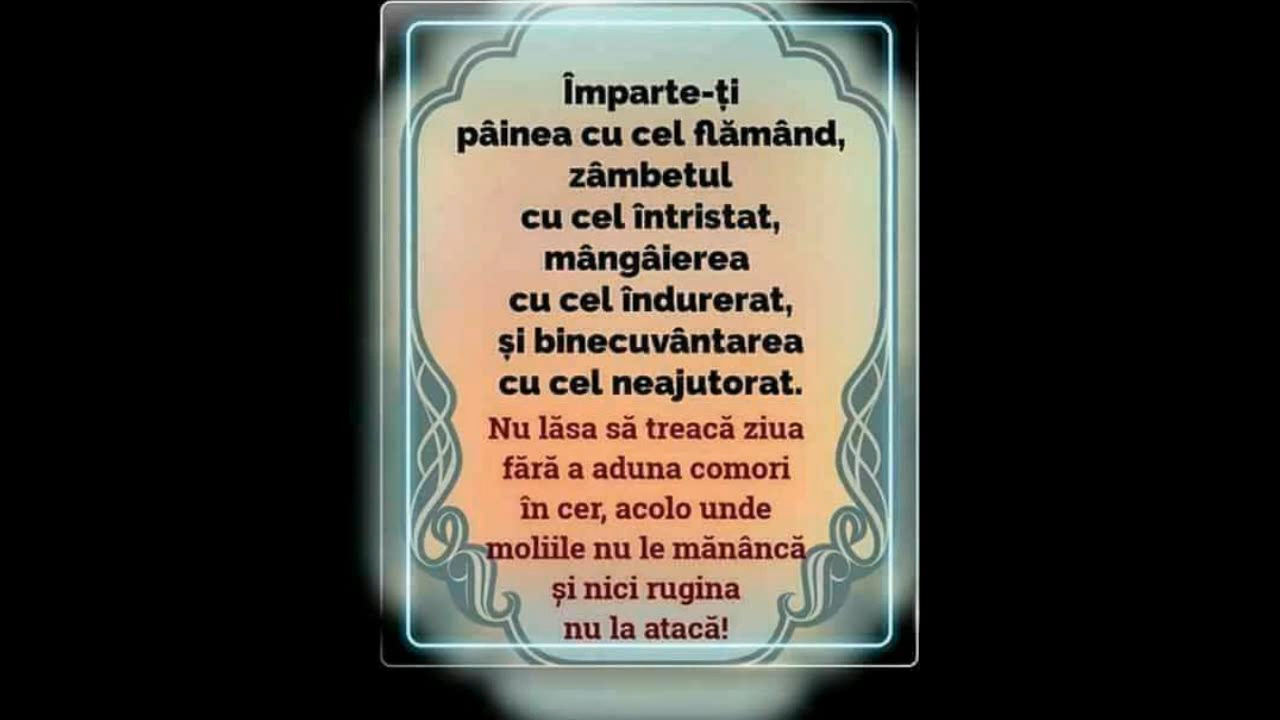 Împarte-ți
pâinea cu cel flămând,
zâmbetul
cu cel întristat,
mângâierea
cu cel îndurerat,
și binecuvântarea
cu cel neajutorat.
Nu lăsa să treacă ziua
fără a aduna comori
în cer, acolo unde
moliile nu le mănâncă
și nici rugina
nu la atacă!